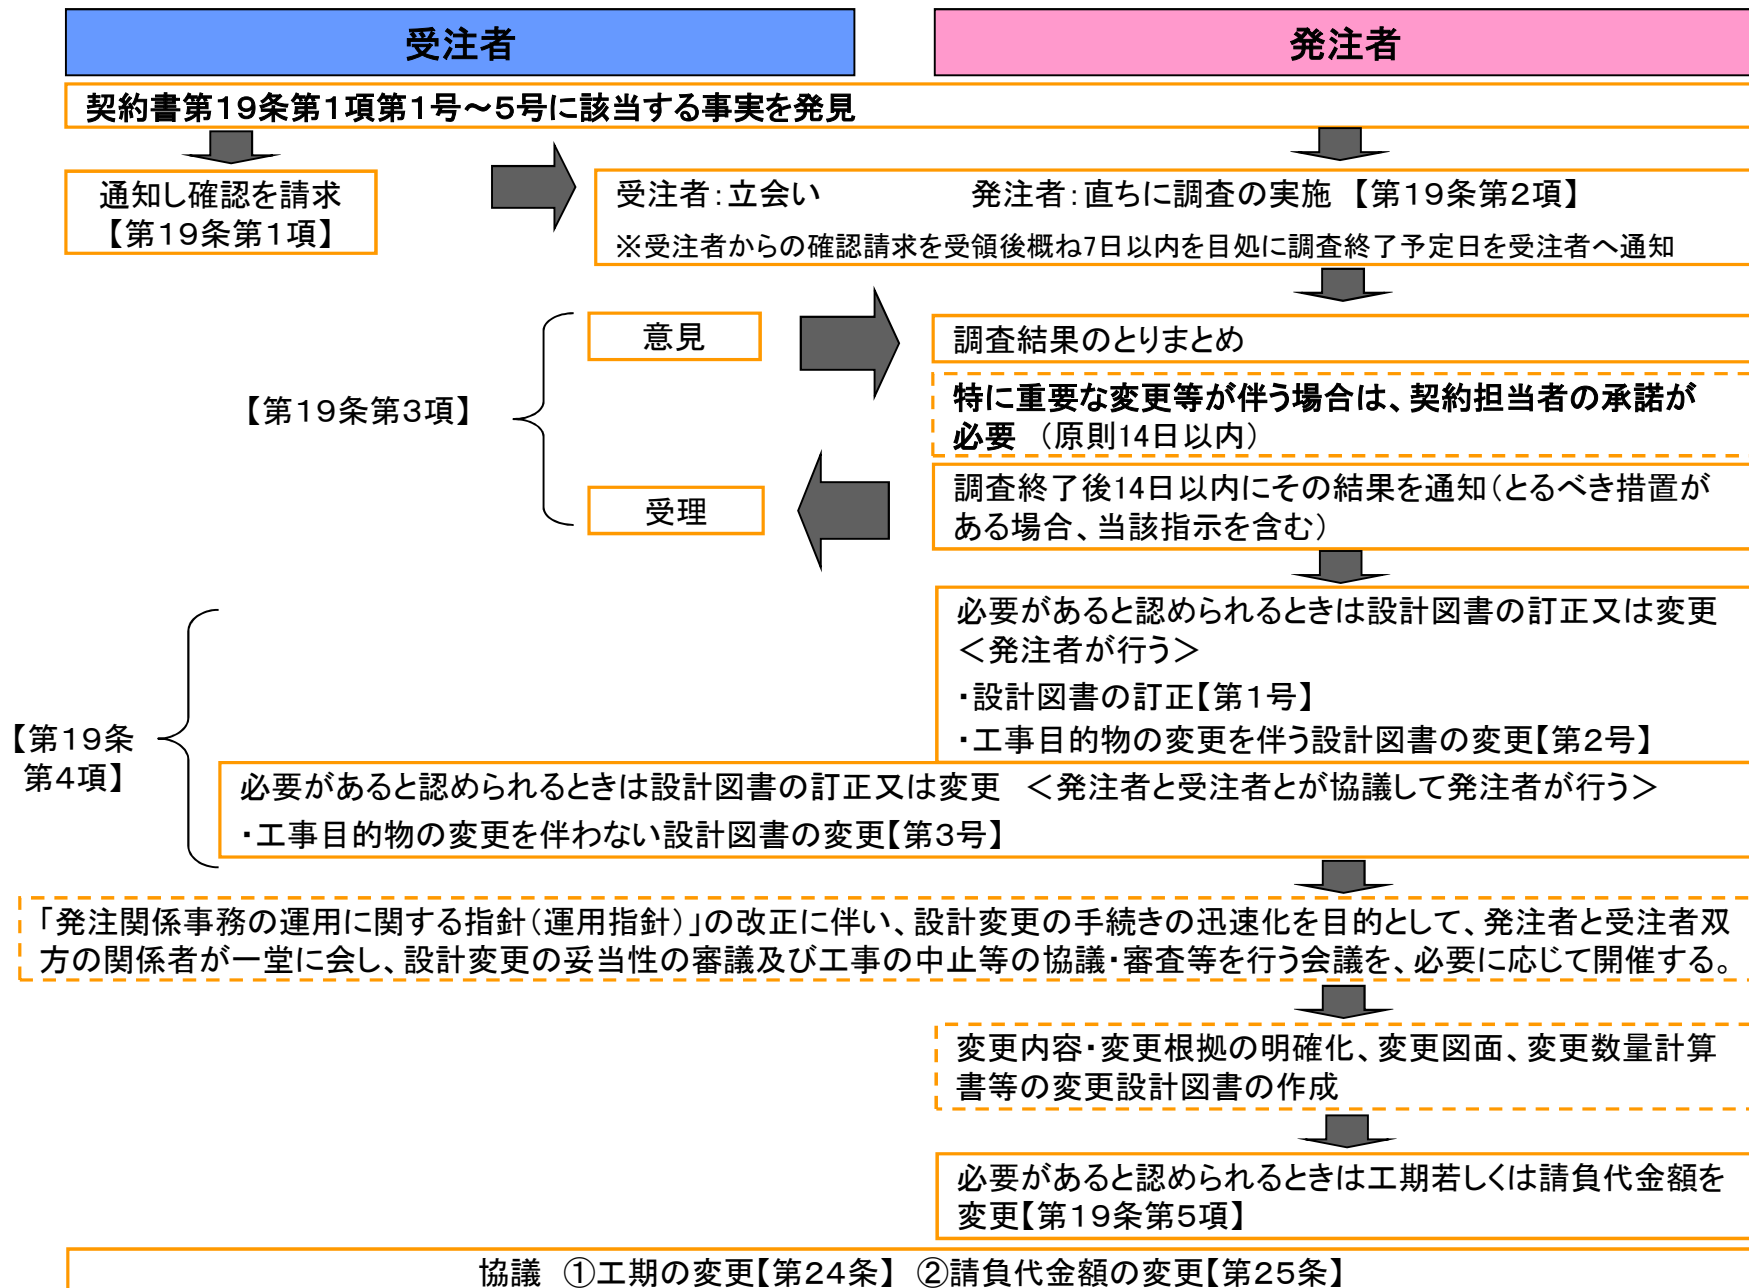 受注者
発注者
契約書第19条第1項第1号～5号に該当する事実を発見
通知し確認を請求
【第19条第1項】
受注者：立会い　発注者：直ちに調査の実施　【第19条第2項】
※受注者からの確認請求を受領後概ね7日以内を目処に調査終了予定日を受注者へ通知
【第19条第3項】
意見
調査結果のとりまとめ
特に重要な変更等が伴う場合は、契約担当者の承諾が
必要　（原則14日以内）
受理
調査終了後14日以内にその結果を通知（とるべき措置が
ある場合、当該指示を含む）
必要があると認められるときは設計図書の訂正又は変更
＜発注者が行う＞
・設計図書の訂正【第1号】
・工事目的物の変更を伴う設計図書の変更【第2号】
【第19条
第4項】
必要があると認められるときは設計図書の訂正又は変更　＜発注者と受注者とが協議して発注者が行う＞
・工事目的物の変更を伴わない設計図書の変更【第3号】
「発注関係事務の運用に関する指針（運用指針）」の改正に伴い、設計変更の手続きの迅速化を目的として、発注者と受注者双
方の関係者が一堂に会し、設計変更の妥当性の審議及び工事の中止等の協議・審査等を行う会議を、必要に応じて開催する。
変更内容・変更根拠の明確化、変更図面、変更数量計算
書等の変更設計図書の作成
必要があると認められるときは工期若しくは請負代金額を
変更【第19条第5項】
協議　①工期の変更【第24条】　②請負代金額の変更【第25条】